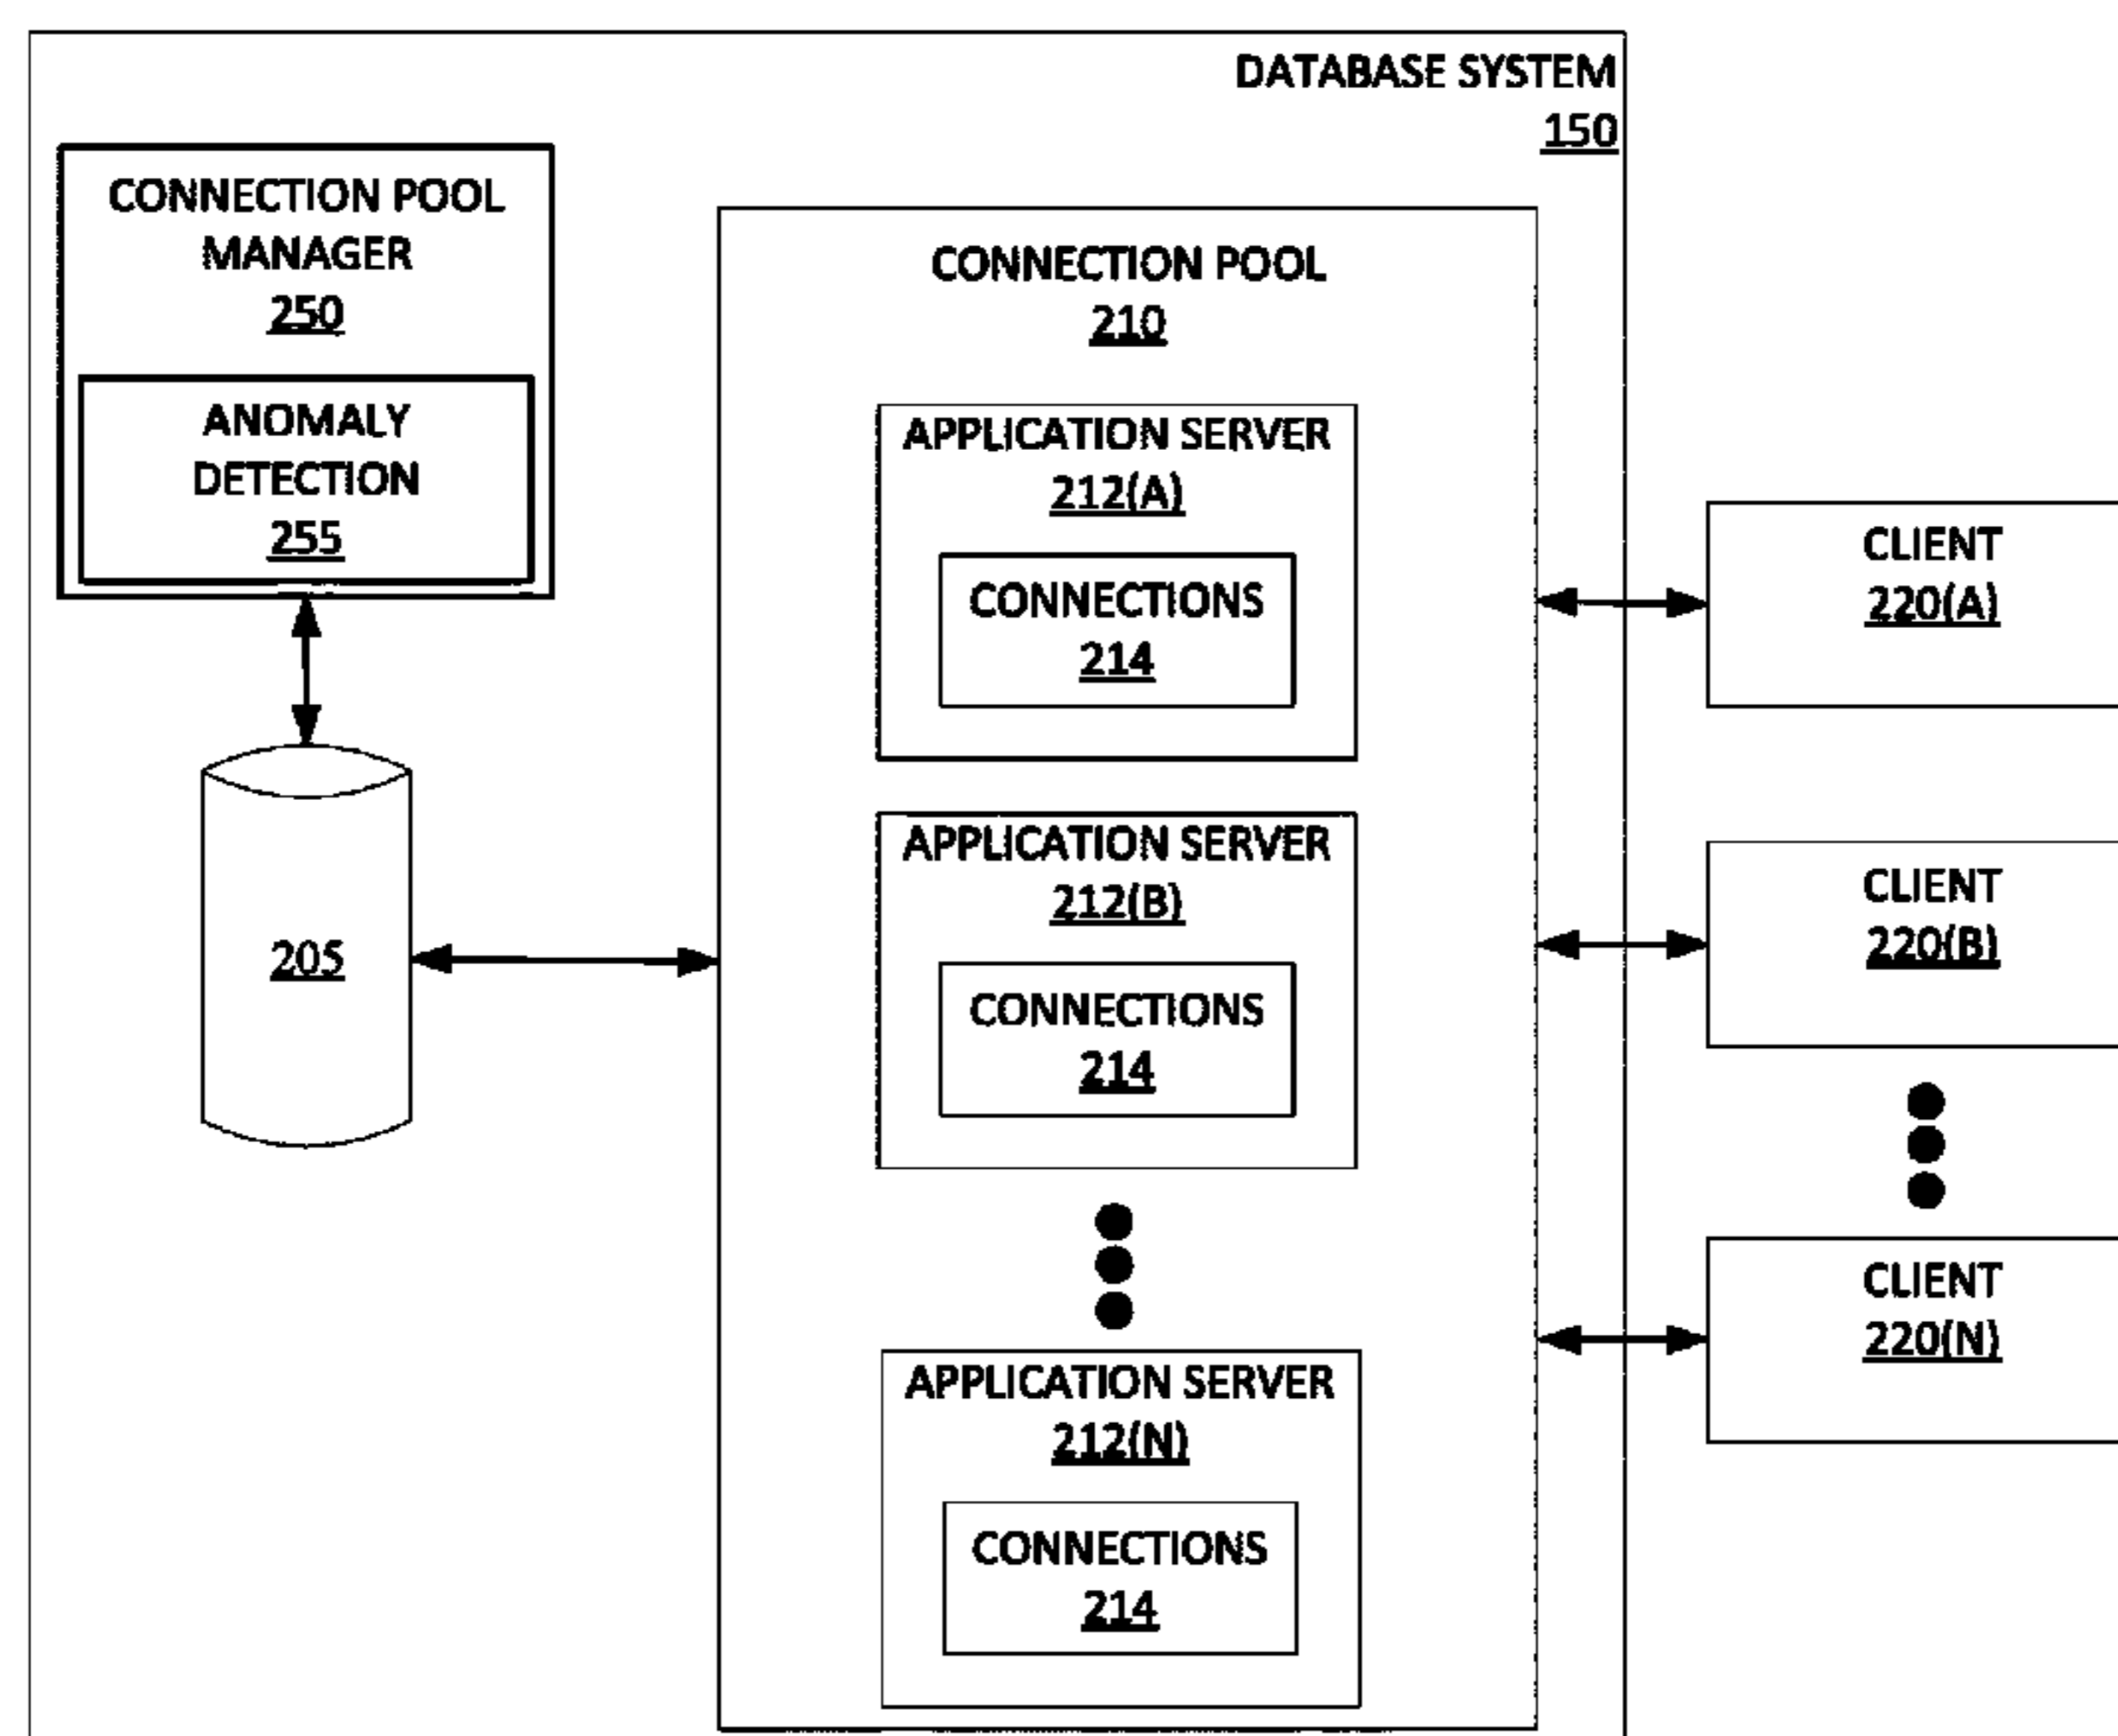 DATABASE SYSTEM
150
CONNECTION POOL
MANAGER
250
ANOMALY
DETECTION
255
205
CONNECTION POOL
210
APPLICATION SERVER
212(A)
CONNECTIONS
214
APPLICATION SERVER
212(B)
CONNECTIONS
214
APPLICATION SERVER
212(N)
CONNECTIONS
214
CLIENT
220(A)
CLIENT
220(B)
CLIENT
220(N)